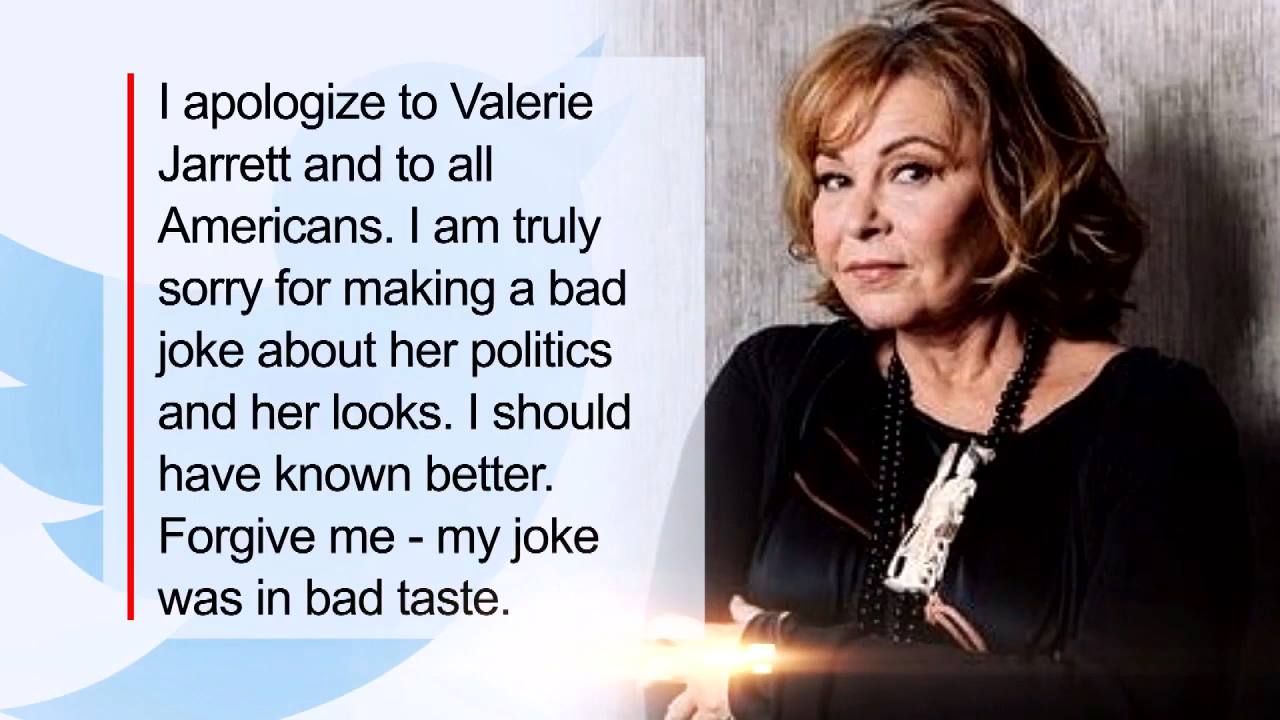 I apologize to Valerie
Jarrett and to all
Americans. I am truly
sorry for making a bad
joke about her politics
and her looks. I should
have known better.
Forgive me - my joke
was in bad taste.